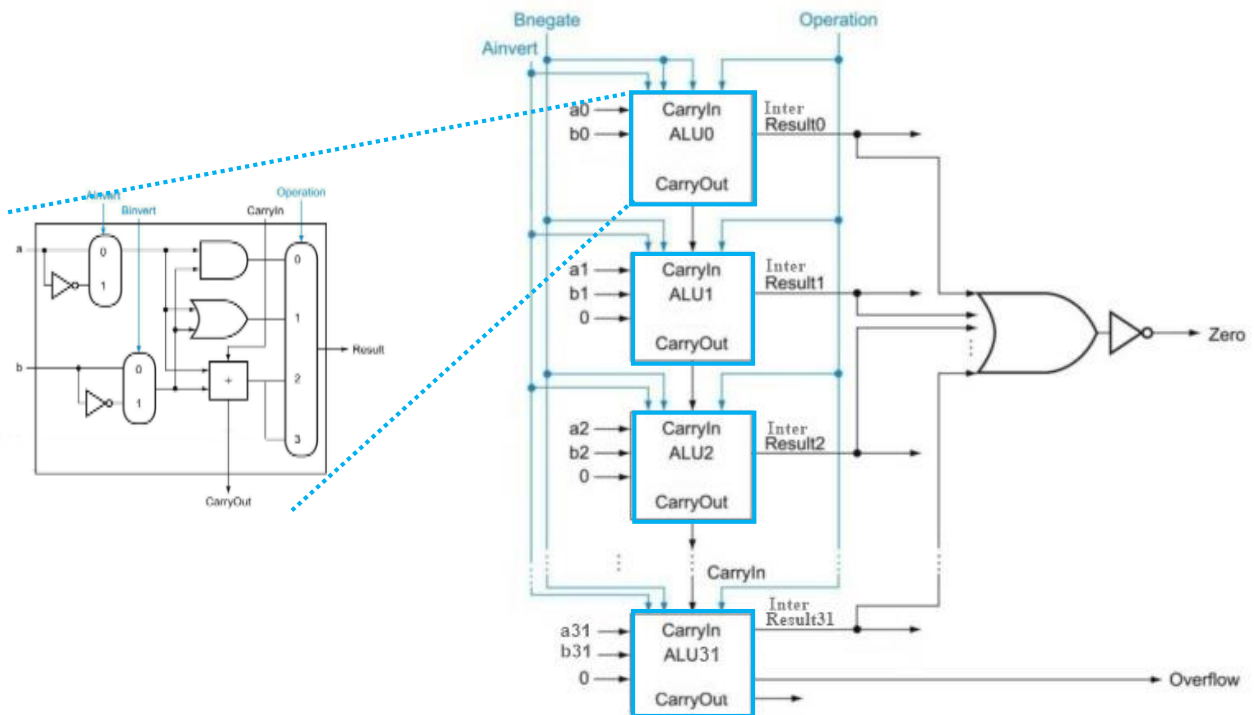 Bnegate
Operation
Ainvert
a0
b0
CarryIn
ALU0
CarryOut
Inter
Result0
a1
b1
0
CarryIn
ALU1
CarryOut
Inter
Result1
Zero
a2
b2
0
CarryIn
ALU2
CarryOut
Inter
Result2
CarryIn
a31
b31
0
CarryIn
ALU31
CarryOut
Inter
Result31
Overflow
Ainvert
Binvert
CarryIn
Operation
a
0
1
b
0
1
+
0
1
2
3
Result
CarryOut